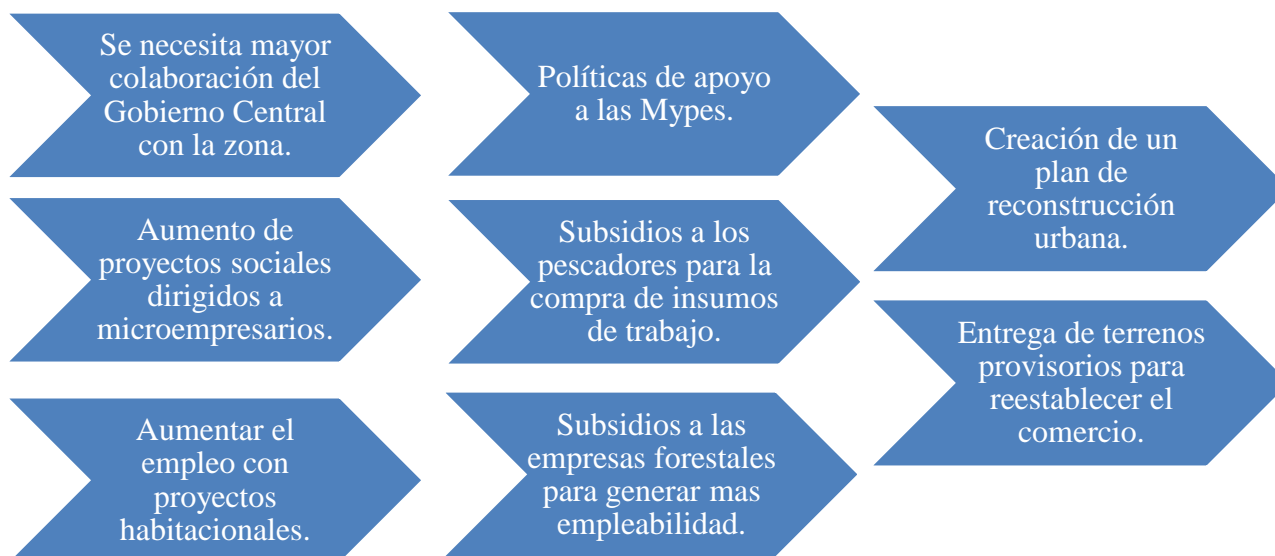 Se necesita mayor
colaboración del
Gobierno Central
con la zona.
Políticas de apoyo
a las Mypes.
Creación de un
plan de
reconstrucción
urbana.
Aumento de
proyectos sociales
dirigidos a
microempresarios.
Subsidios a los
pescadores para la
compra de insumos
de trabajo.
Entrega de terrenos
provisorios para
reestablecer el
comercio.
Aumentar el
empleo con
proyectos
habitacionales.
Subsidios a las
empresas forestales
para generar mas
empleabilidad.